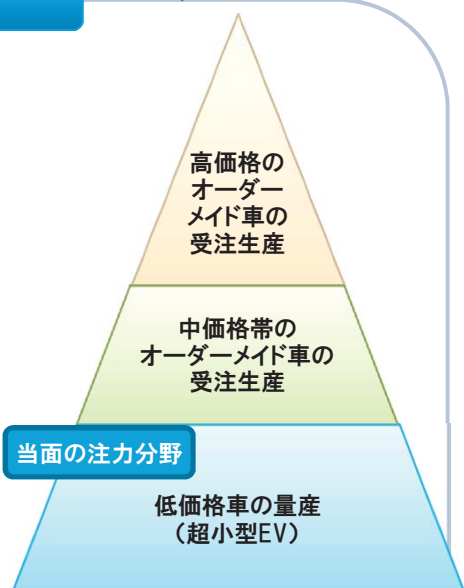 高価格の
オーダー
メイド車の
受注生産
中価格帯の
オーダーメイド車の
受注生産
当面の注力分野
低価格車の量産
（超小型EV）